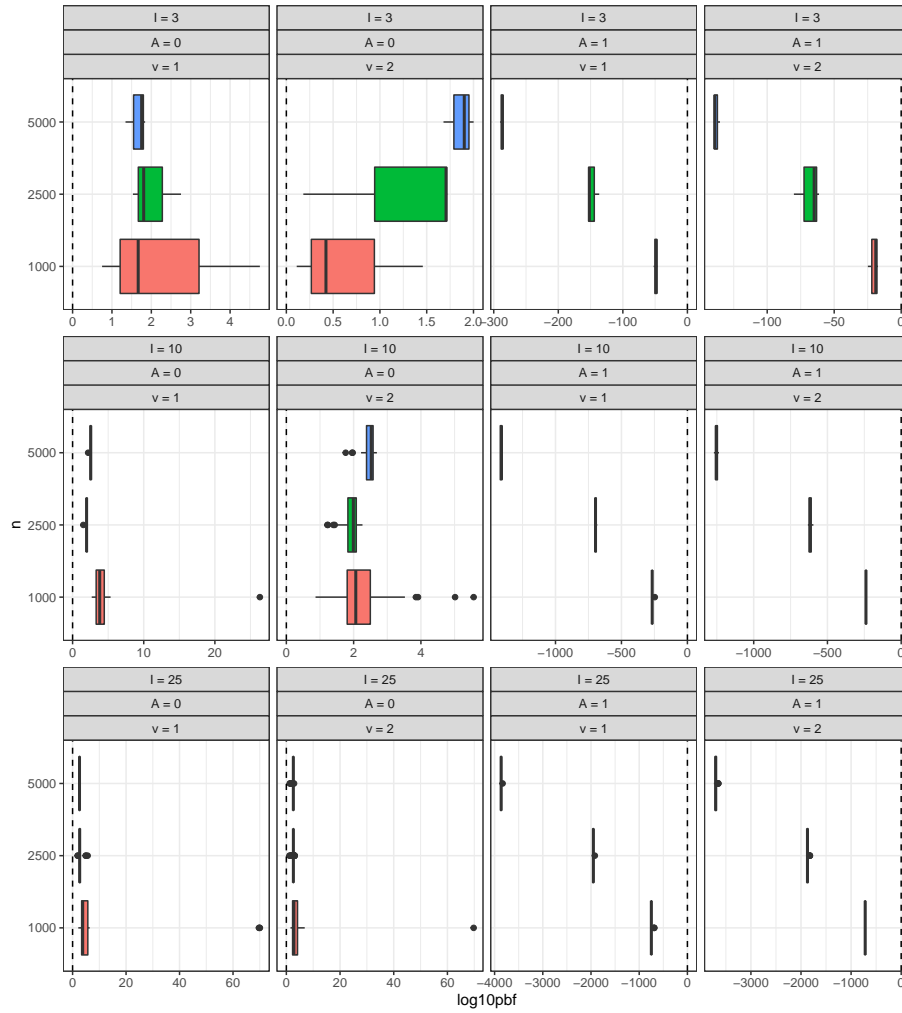 I = 3 I = 3 I = 3 I = 3
A = 0 A = 0 A = 1 A = 1
v = 1 v = 2 v = 1 v = 2
5000
2500
1000
0 1 2 3 4 0.0 0.5 1.0 1.5 2.0 −300 −200 −100 0 −100 −50 0
I = 10 I = 10 I = 10 I = 10
A = 0 A = 0 A = 1 A = 1
v = 1 v = 2 v = 1 v = 2
5000
n
2500
1000
0 10 20 0 2 4 −1000 −500 0 −1000 −500 0
I = 25 I = 25 I = 25 I = 25
A = 0 A = 0 A = 1 A = 1
v = 1 v = 2 v = 1 v = 2
5000
2500
1000
0 20 40 60 0 20 40 60 −4000 −3000 −2000 −1000 0 −3000 −2000 −1000 0
log10pbf